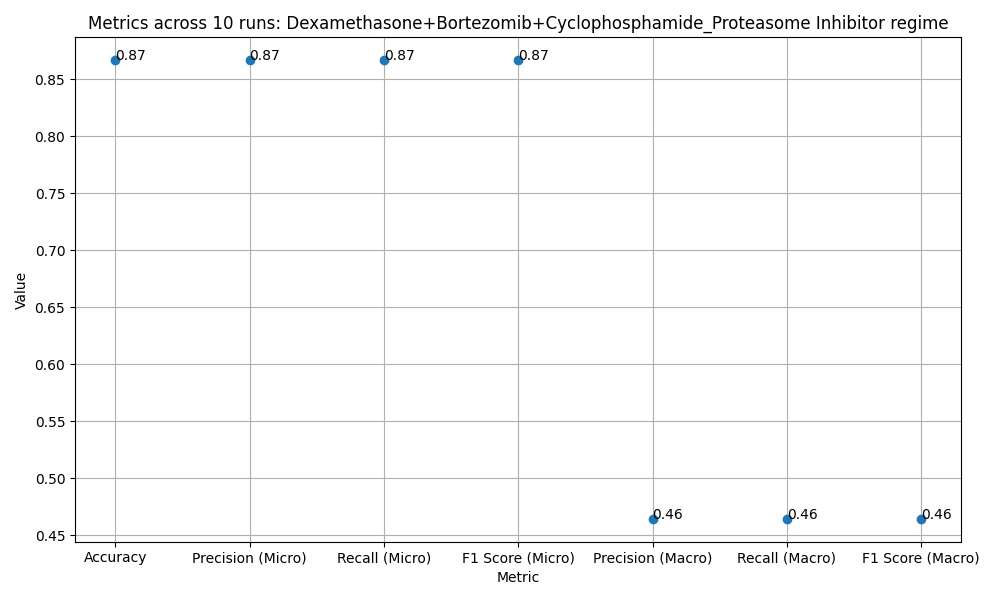 Metrics across 10 runs: Dexamethasone+Bortezomib+Cyclophosphamide_Proteasome Inhibitor regime
0.87 0.87 0.87 0.87
0.85
0.80
0.75
0.70
0.65
0.60
0.55
0.50
0.46 0.46 0.46
0.45
Value
Accuracy Precision (Micro) Recall (Micro) F1 Score (Micro) Precision (Macro) Recall (Macro) F1 Score (Macro)
Metric